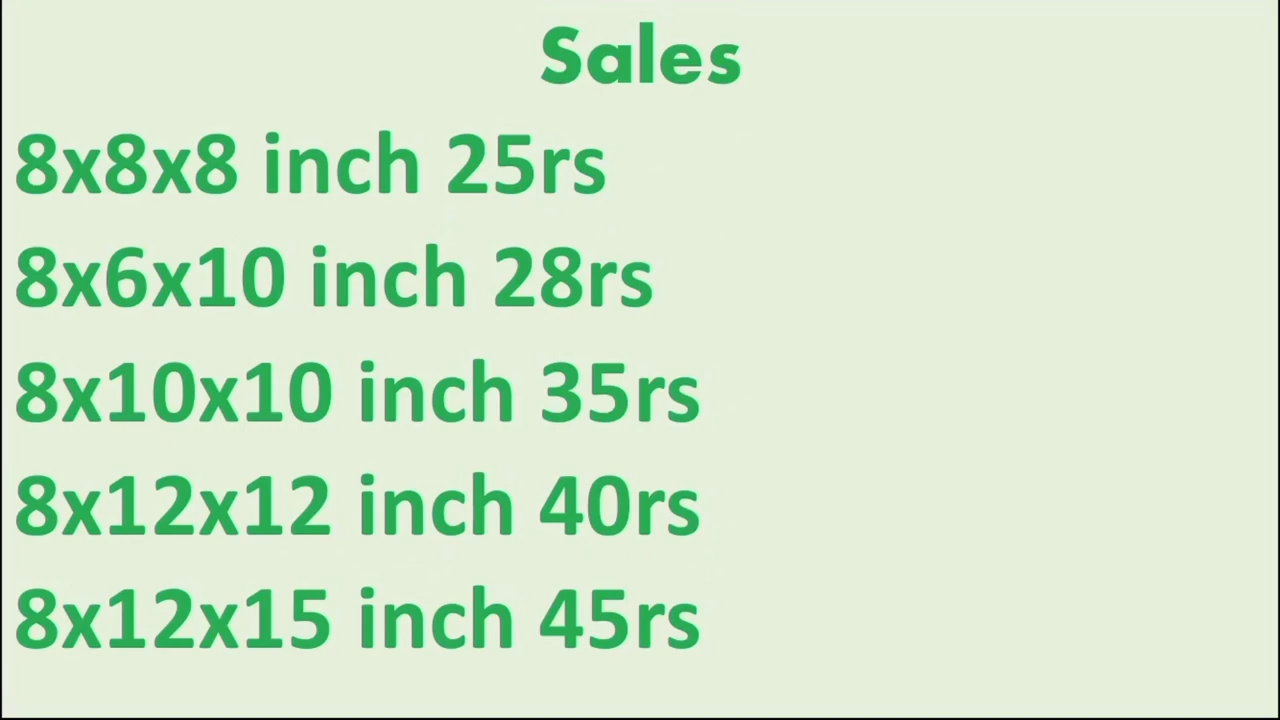 Sales
8x8x8 inch 25rs
8x6x10 inch 28rs
8x10x10 inch 35rs
8x12x12 inch 40rs
8x12x15 inch 45rs